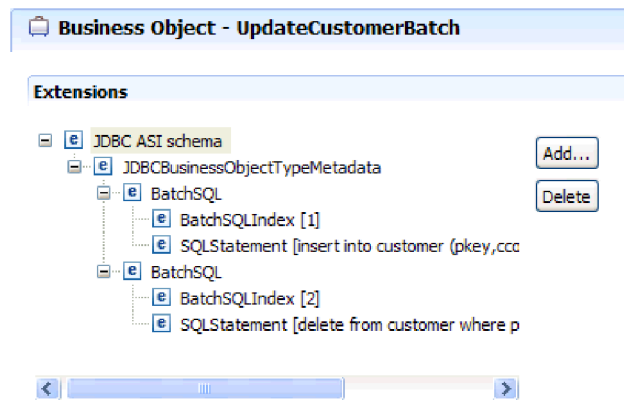 Business Object - UpdateCustomerBatch
Extensions
JDBC ASI schema
Add...
JDBCBusinessObjectTypeMetadata
Delete
BatchSQL
BatchSQLIndex [1]
SQLStatement [insert into customer (pkey,cco
BatchSQL
BatchSQLIndex [2]
SQLStatement [delete from customer where p